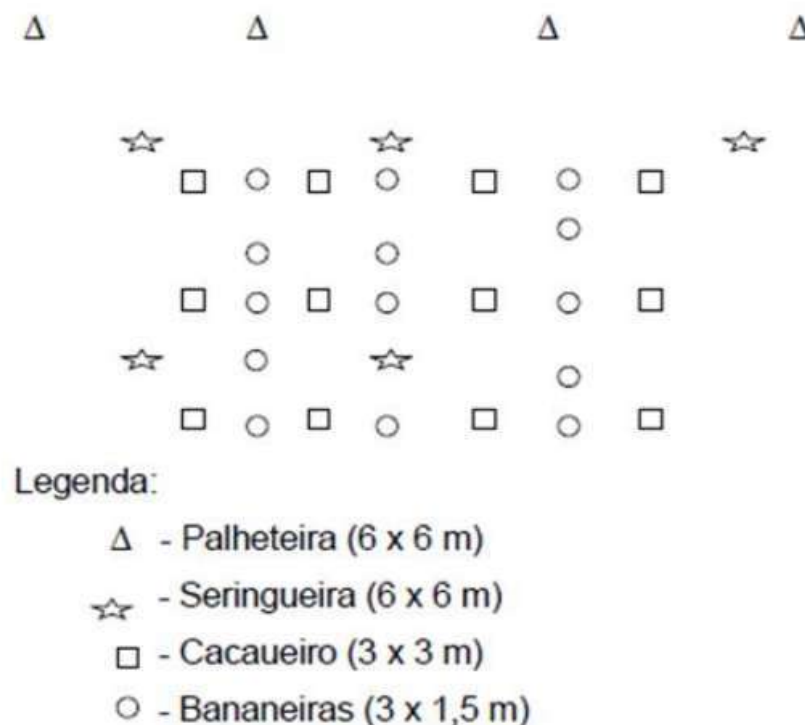 Legenda:
Δ - Palheteira (6 x 6 m)
- Seringueira (6 x 6 m)
- Cacaueiro (3 x 3 m)
- Bananeiras (3 x 1,5 m)